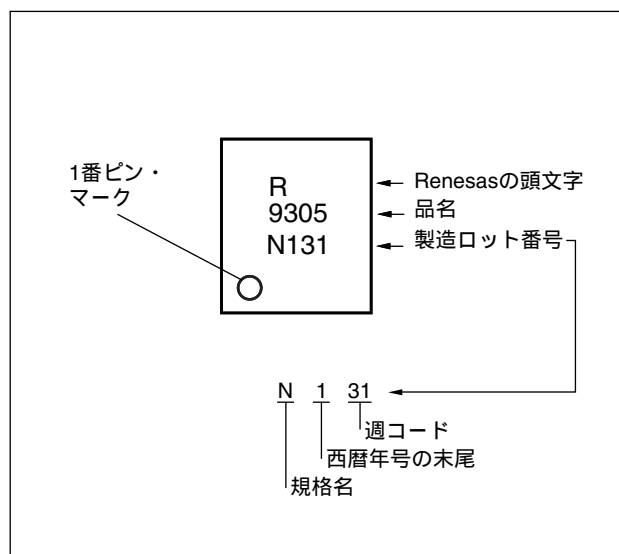 1番ピン・
マーク
R
9305
N131
Renesasの頭文字
品名
製造ロット番号
N 1 31
週コード
西暦年号の末尾
規格名